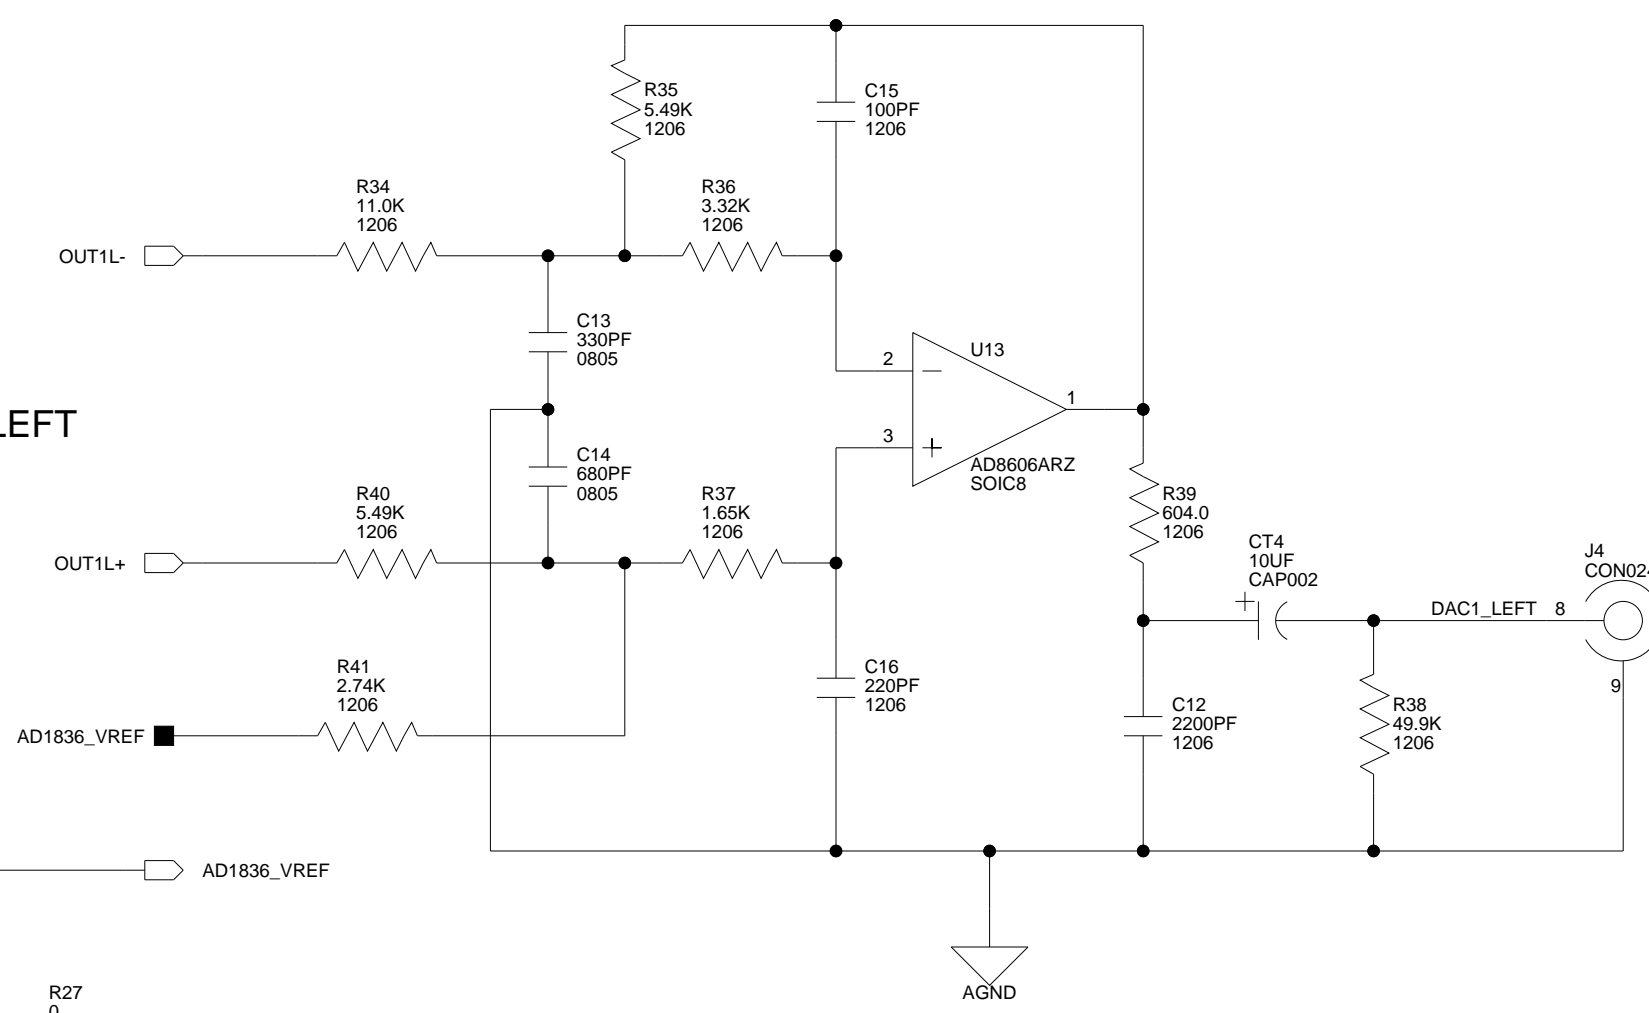 R35
5.49K
1206
C15
100PF
1206
R34
11.0K
1206
R36
3.32K
1206
OUT1L-
C13
330PF
0805
U13
2
1
3
AD8606ARZ
SOIC8
LEFT
C14
680PF
0805
R40
5.49K
1206
R37
1.65K
1206
R39
604.0
1206
OUT1L+
CT4
10UF
CAP002
J4
CON024
DAC1_LEFT 8
9
R41
2.74K
1206
C16
220PF
1206
C12
2200PF
1206
R38
49.9K
1206
AD1836_VREF
AD1836_VREF
AGND
R27
0